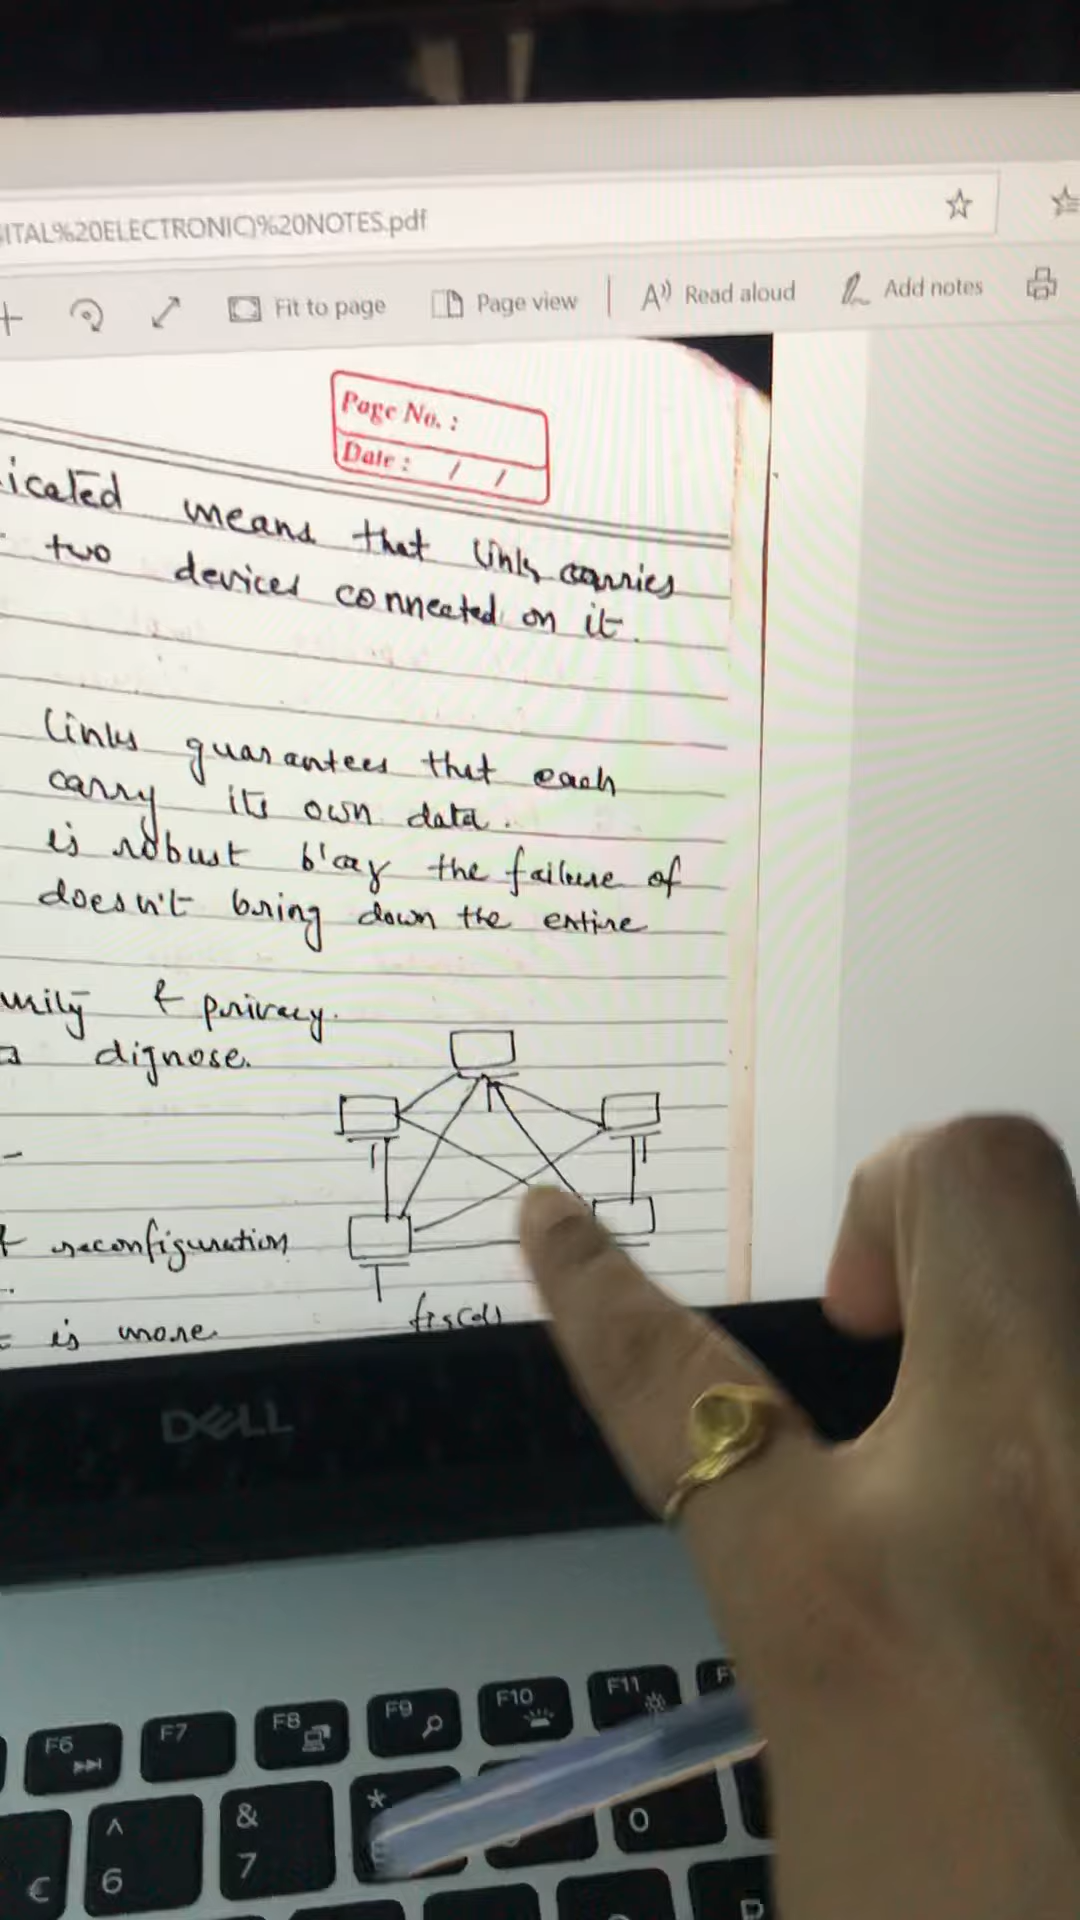 ITAL%20ELECTRONIC)%20NOTES.pdf
Fit to page
Page view
Read aloud
Add notes
Page No. :
Date : / /
icated means that links carries
two devices connected on it.
links guarantees that each
carry its own data.
is robust b'coz the failure of
doesn't bring down the entire
urity & privacy.
dignose.
reconfiguration
is more
DELL
F6
F7
F8
F9
F10
F11
^
6
€
&
7
*
0